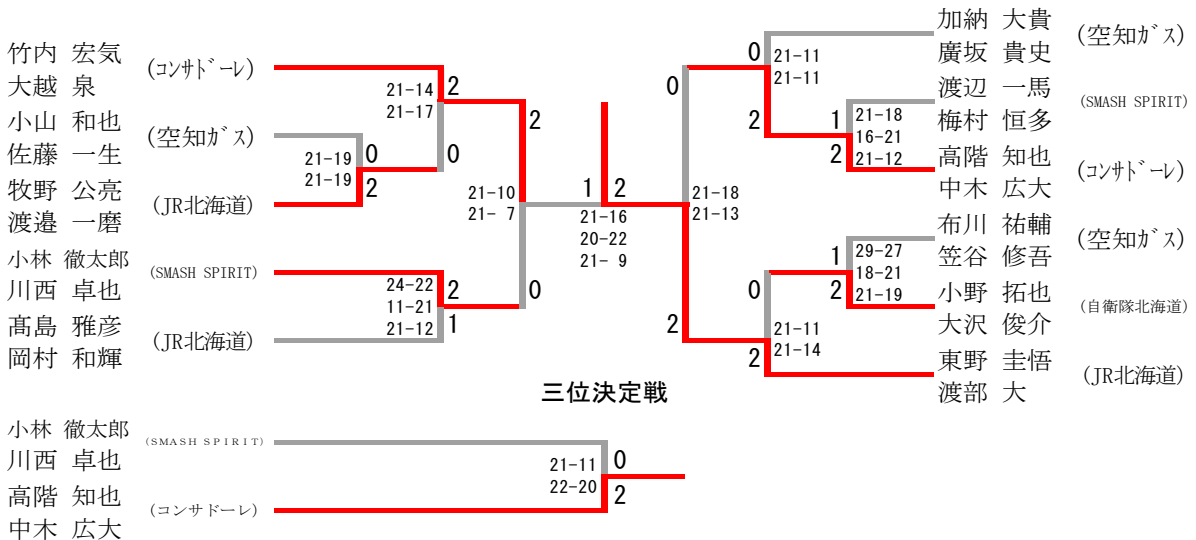 竹内 宏気
大越 泉
(コンサドーレ)
小山 和也
佐藤 一生
(空知ガス)
牧野 公亮
渡邉 一磨
(JR北海道)
小林 徹太郎
川西 卓也
(SMASH SPIRIT)
髙島 雅彦
岡村 和輝
(JR北海道)
21-14
21-17
2
0
21-19
21-19
0
2
24-22
11-21
21-12
2
1
21-10
21- 7
2
0
1
2
21-16
20-22
21- 9
0
2
21-18
21-13
0
2
21-11
21-11
1
2
21-18
16-21
21-12
0
2
21-11
21-14
1
2
29-27
18-21
21-19
加納 大貴
廣坂 貴史
(空知ガス)
渡辺 一馬
梅村 恒多
(SMASH SPIRIT)
高階 知也
中木 広大
(コンサドーレ)
布川 祐輔
笠谷 修吾
(空知ガス)
小野 拓也
大沢 俊介
(自衛隊北海道)
東野 圭悟
渡部 大
(JR北海道)
三位決定戦
小林 徹太郎
川西 卓也
(SMASH SPIRIT)
高階 知也
中木 広大
(コンサドーレ)
21-11
22-20
0
2